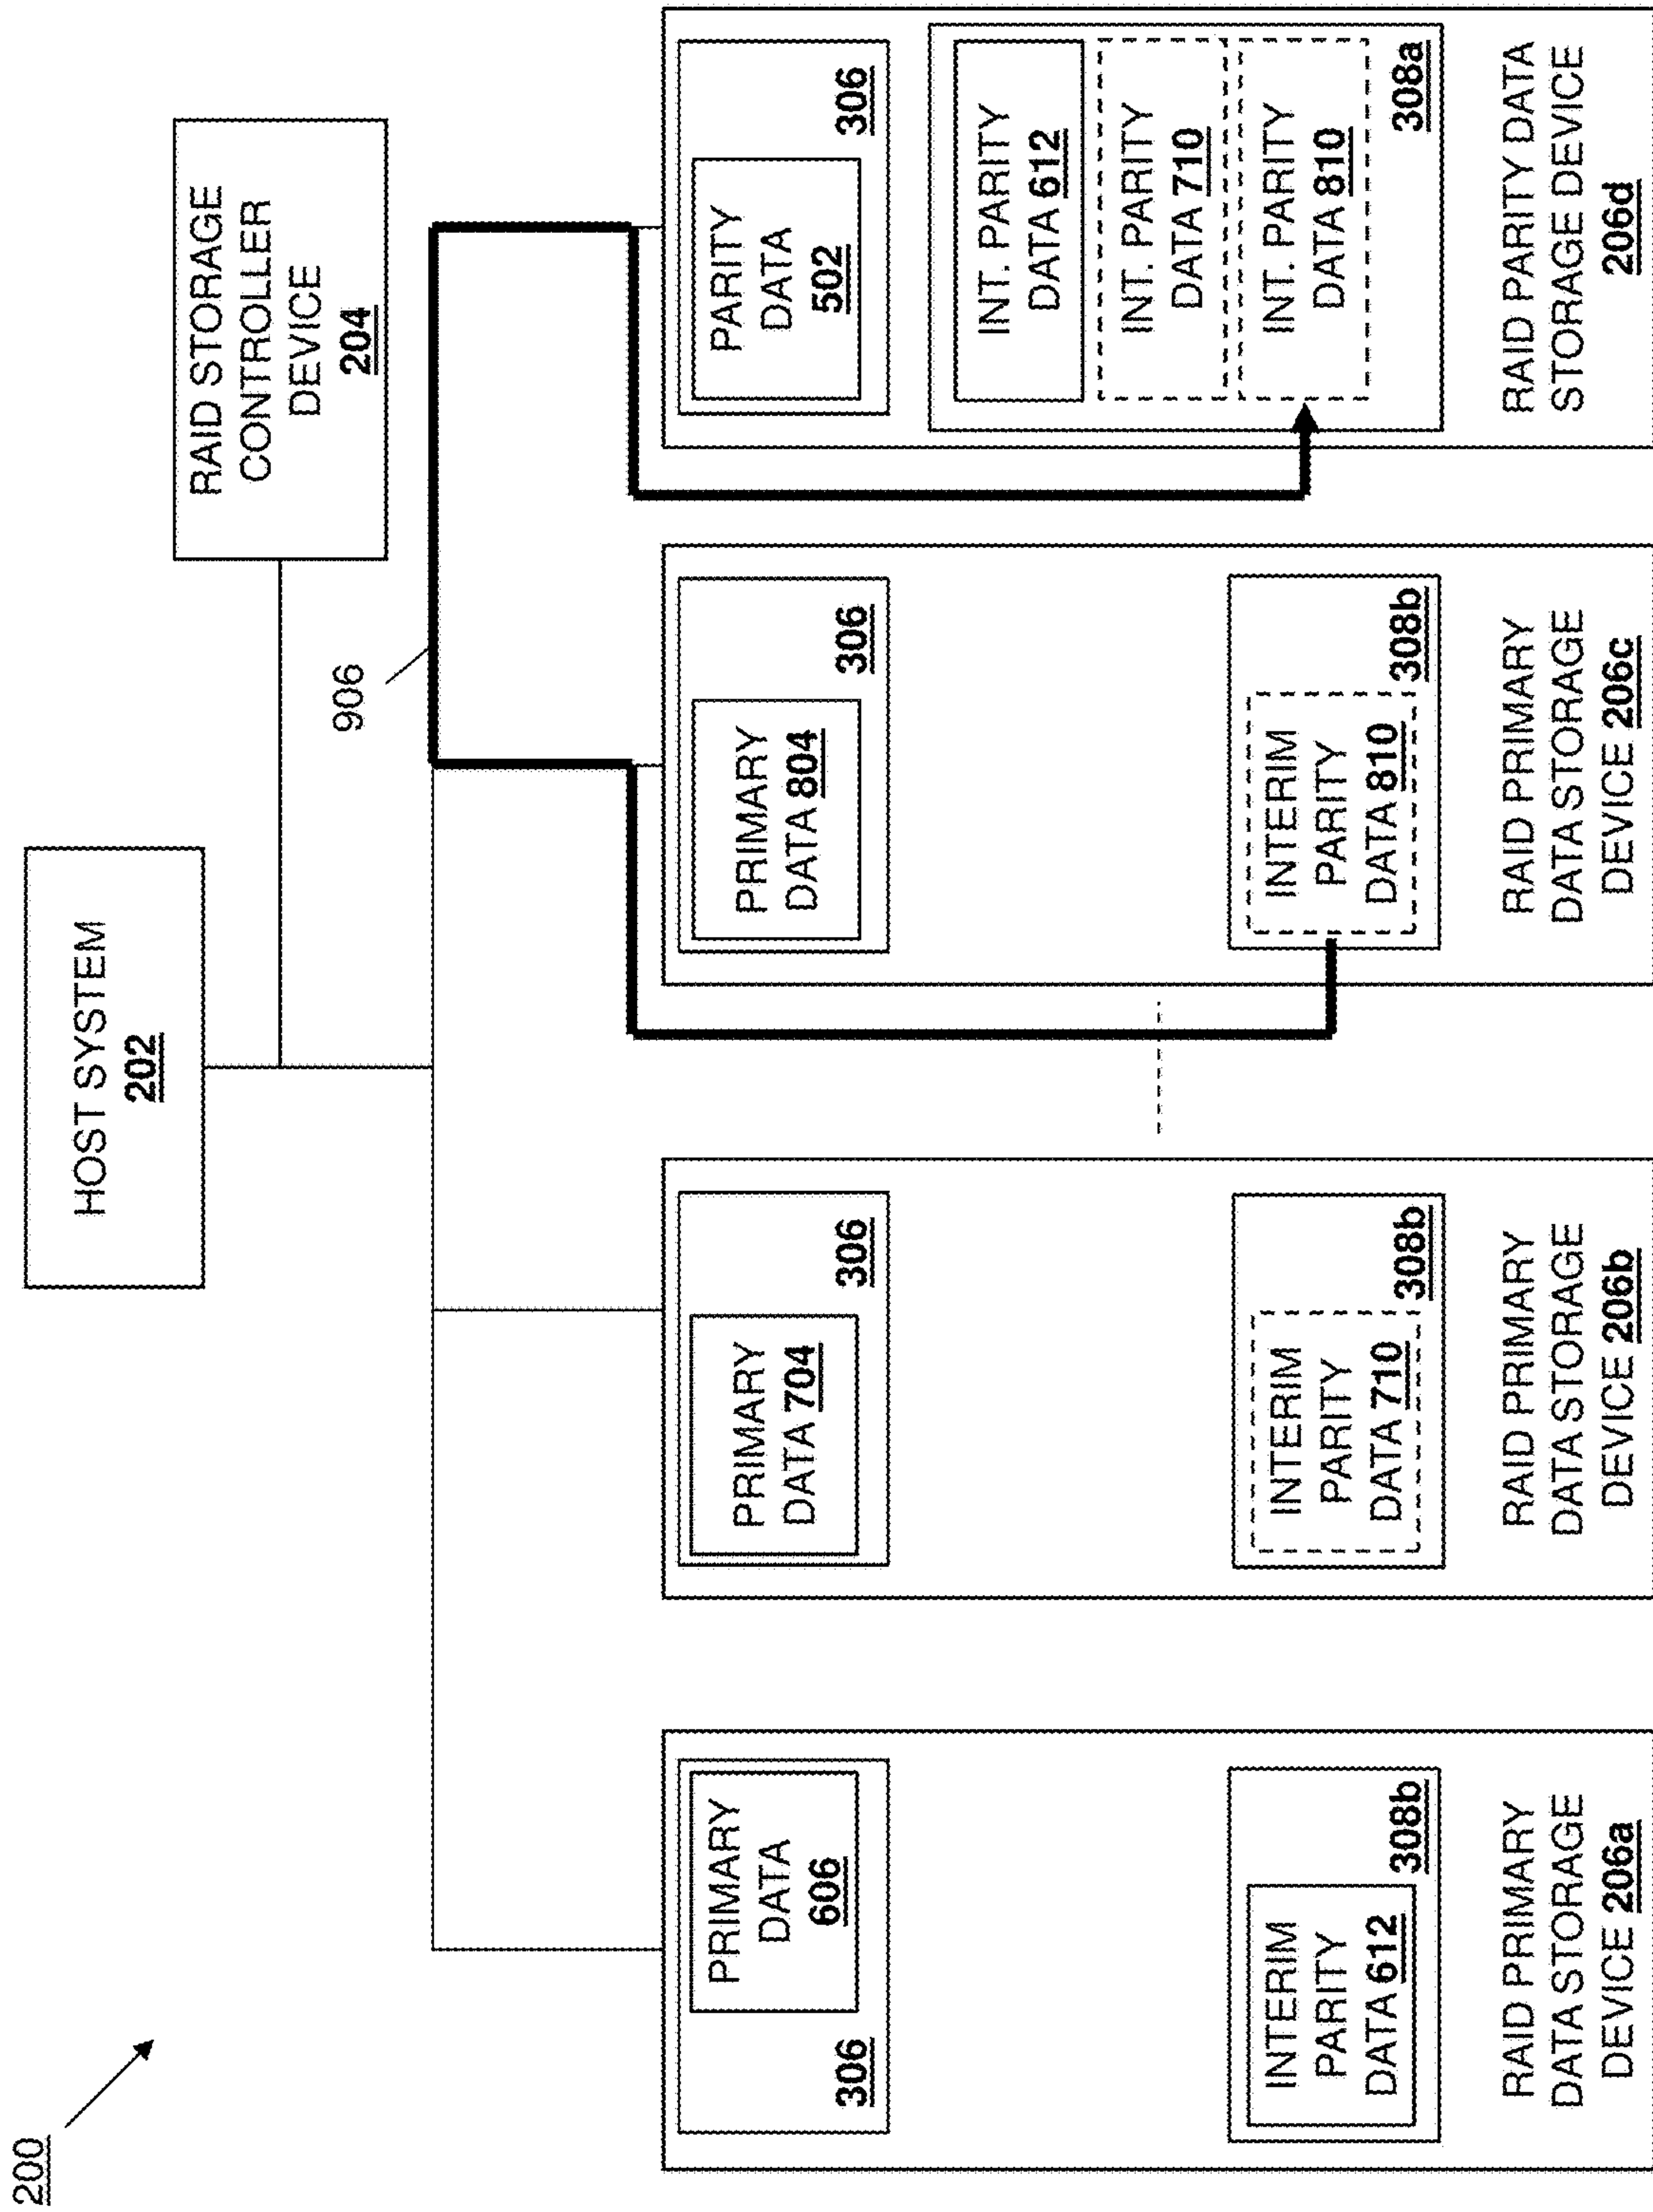 200
HOST SYSTEM
202
RAID STORAGE
CONTROLLER
DEVICE
204
906
PRIMARY
DATA
606
306
INTERIM
PARITY
DATA 612
308b
RAID PRIMARY
DATA STORAGE
DEVICE 206a
PRIMARY
DATA 704
306
INTERIM
PARITY
DATA 710
308b
RAID PRIMARY
DATA STORAGE
DEVICE 206b
PRIMARY
DATA 804
306
INTERIM
PARITY
DATA 810
308b
RAID PRIMARY
DATA STORAGE
DEVICE 206c
PARITY
DATA
502
306
INT. PARITY
DATA 612
INT. PARITY
DATA 710
INT. PARITY
DATA 810
308a
RAID PARITY DATA
STORAGE DEVICE
206d